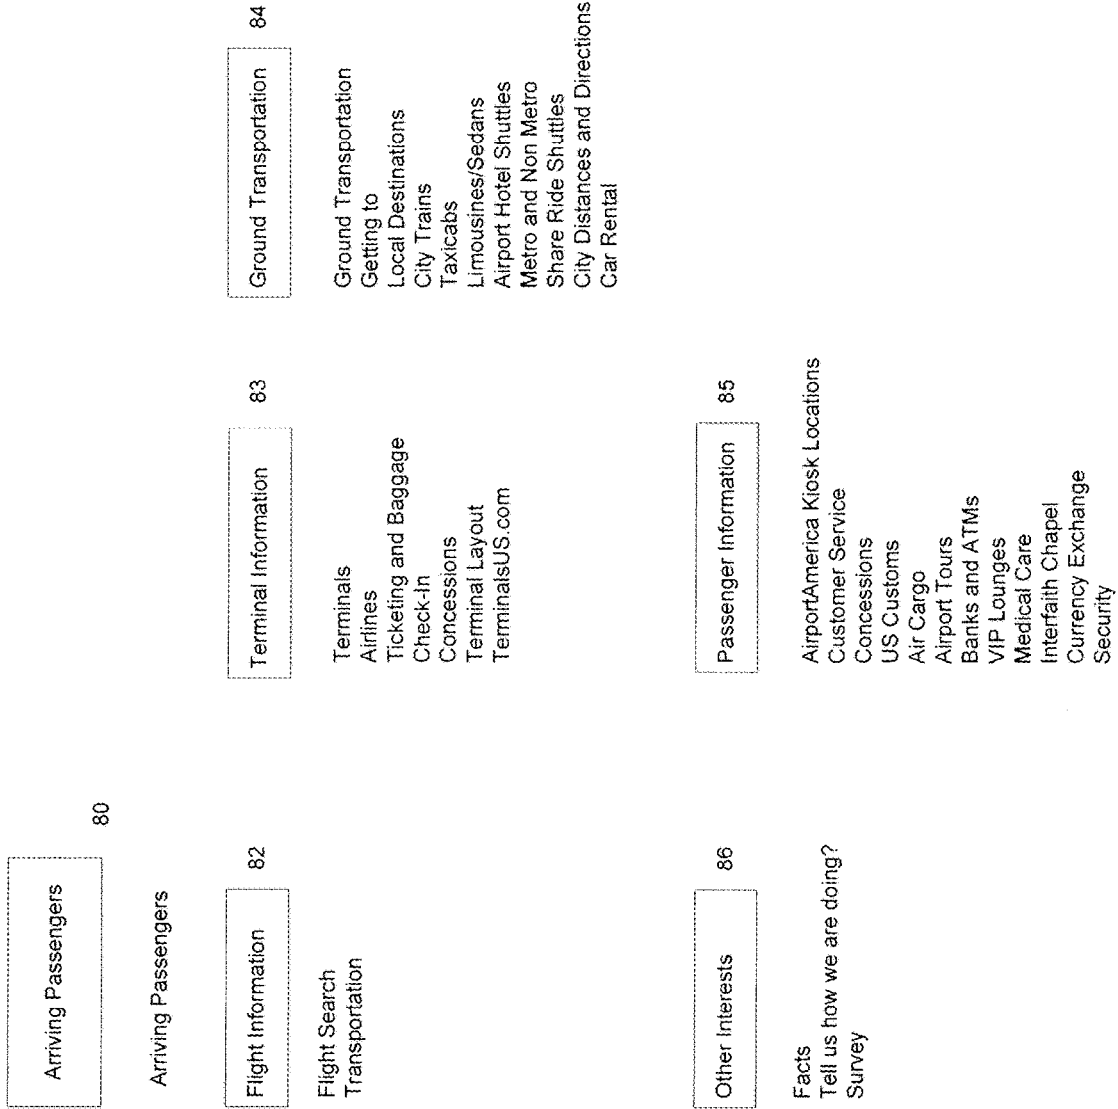 Arriving Passengers
80
Arriving Passengers
Flight Information
82
Flight Search
Transportation
Terminal Information
83
Terminals
Airlines
Ticketing and Baggage
Check-In
Concessions
Terminal Layout
TerminalsUS.com
Ground Transportation
84
Ground Transportation
Getting to
Local Destinations
City Trains
Taxicabs
Limousines/Sedans
Airport Hotel Shuttles
Metro and Non Metro
Share Ride Shuttles
City Distances and Directions
Car Rental
Other Interests
86
Facts
Tell us how we are doing?
Survey
Passenger Information
85
AirportAmerica Kiosk Locations
Customer Service
Concessions
US Customs
Air Cargo
Airport Tours
Banks and ATMs
VIP Lounges
Medical Care
Interfaith Chapel
Currency Exchange
Security